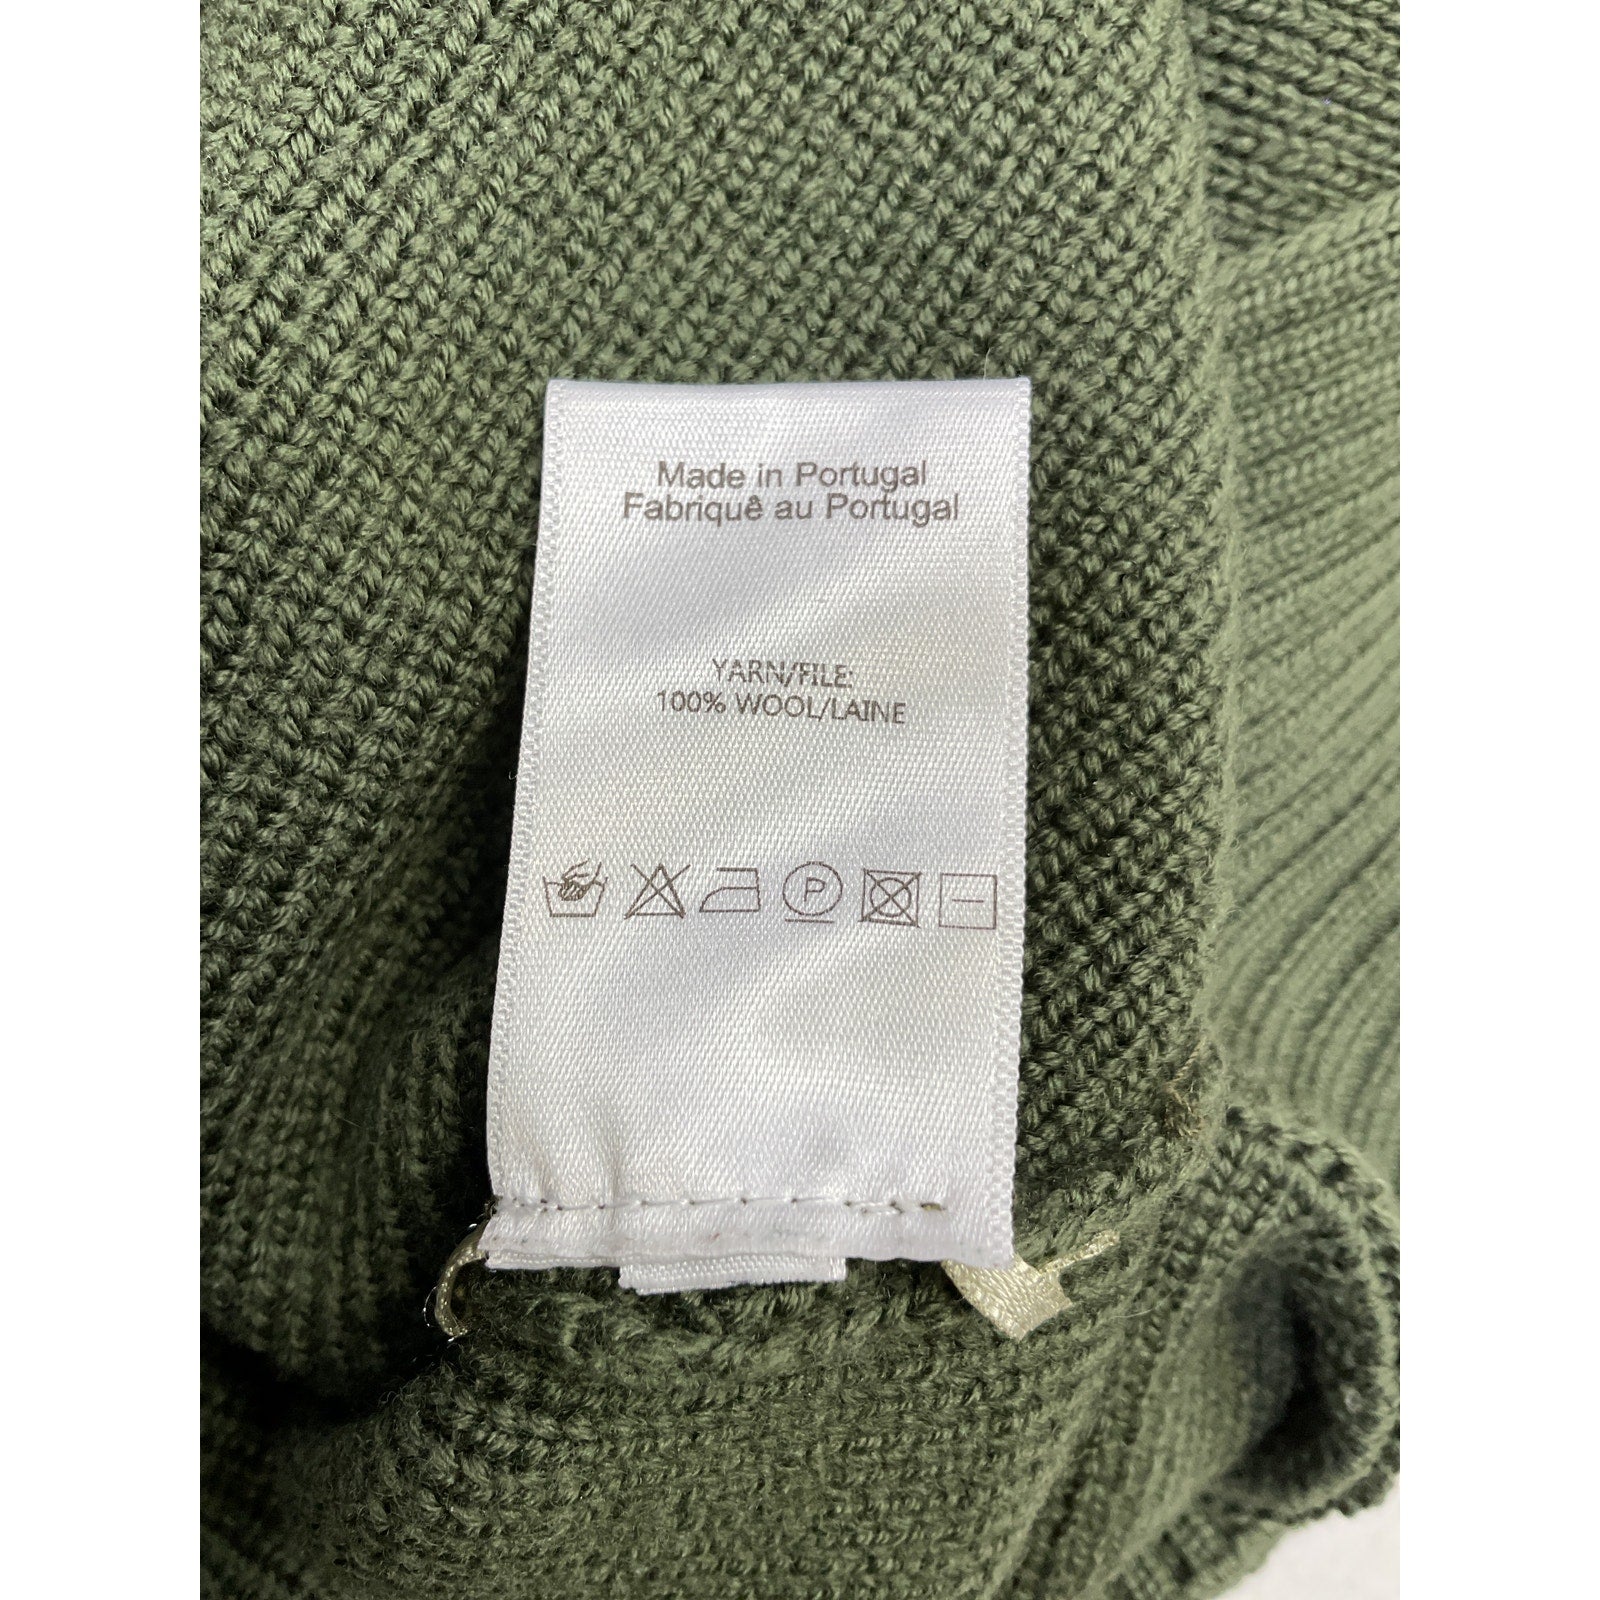 Made in Portugal
Fabriquê au Portugal
YARN/FILE:
100% WOOL/LAINE
P